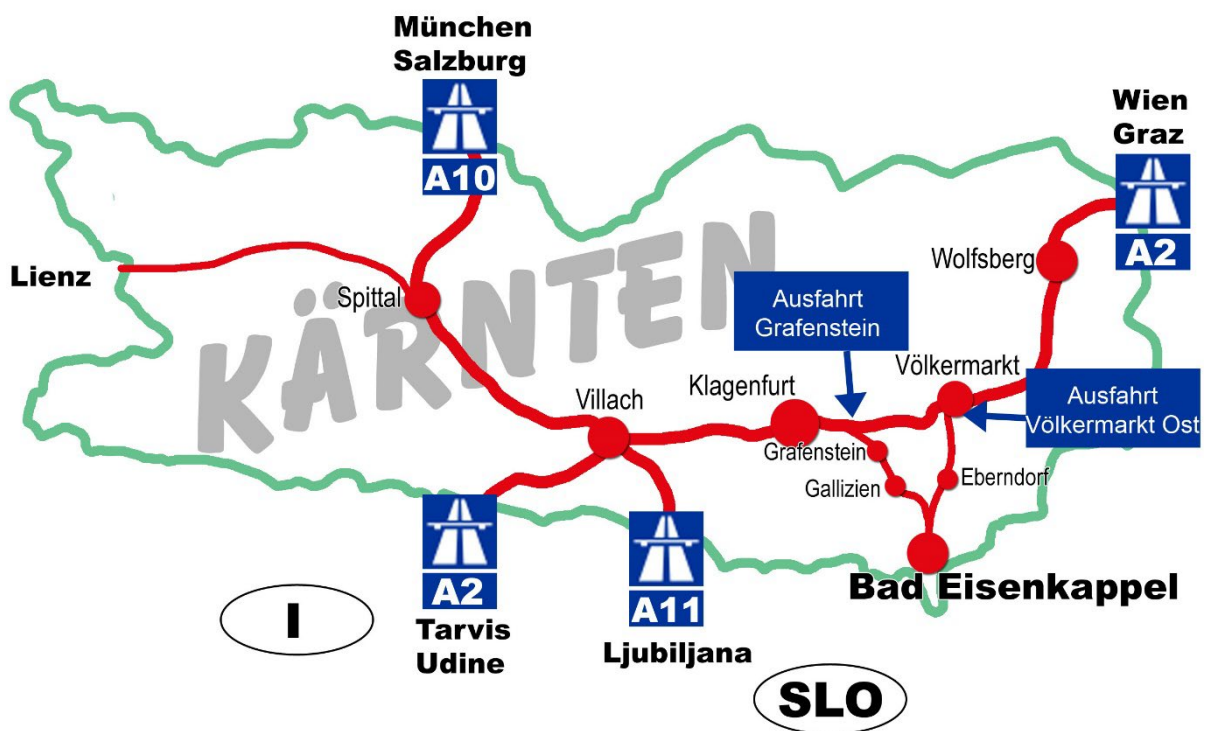 München
Salzburg
A10
Wien
Graz
A2
Lienz
Spittal
KÄRNTEN
Wolfsberg
Ausfahrt
Grafenstein
Villach
Klagenfurt
Völkermarkt
Ausfahrt
Völkermarkt Ost
Grafenstein
Gallizien
Eberndorf
Bad Eisenkappel
A2
Tarvis
Udine
A11
Ljubiljana
I
SLO